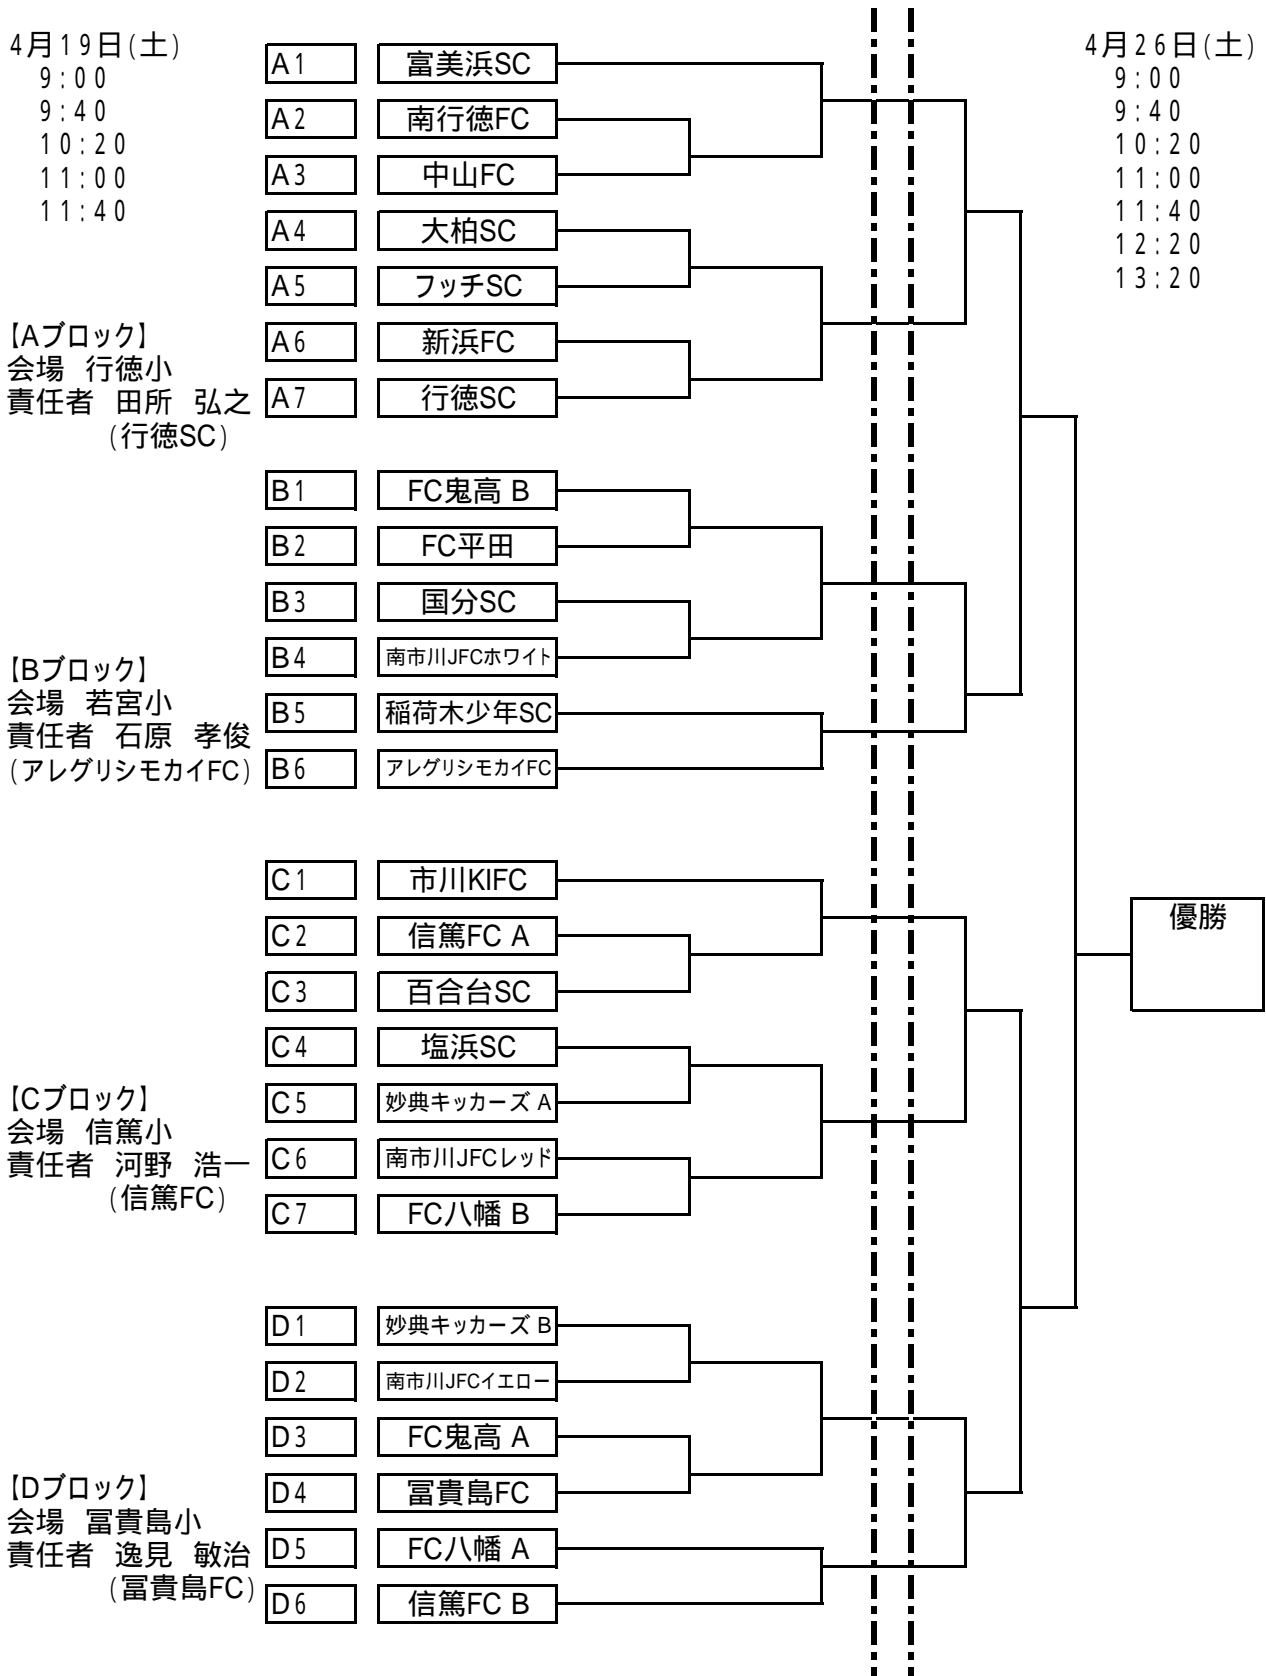 4月19日(土)
9:00
9:40
10:20
11:00
11:40
4月26日(土)
9:00
9:40
10:20
11:00
11:40
12:20
13:20
A1 富美浜SC
A2 南行徳FC
A3 中山FC
A4 大柏SC
A5 フッチSC
A6 新浜FC
A7 行徳SC
【Aブロック】
会場 行徳小
責任者 田所 弘之
(行徳SC)
B1 FC鬼高 B
B2 FC平田
B3 国分SC
B4 南市川JFCホワイト
B5 稲荷木少年SC
B6 アレグリシモカイFC
【Bブロック】
会場 若宮小
責任者 石原 孝俊
(アレグリシモカイFC)
C1 市川KIFC
C2 信篤FC A
C3 百合台SC
C4 塩浜SC
C5 妙典キッカーズ A
C6 南市川JFCレッド
C7 FC八幡 B
【Cブロック】
会場 信篤小
責任者 河野 浩一
(信篤FC)
優勝
D1 妙典キッカーズ B
D2 南市川JFCイエロー
D3 FC鬼高 A
D4 冨貴島FC
D5 FC八幡 A
D6 信篤FC B
【Dブロック】
会場 冨貴島小
責任者 逸見 敏治
(冨貴島FC)